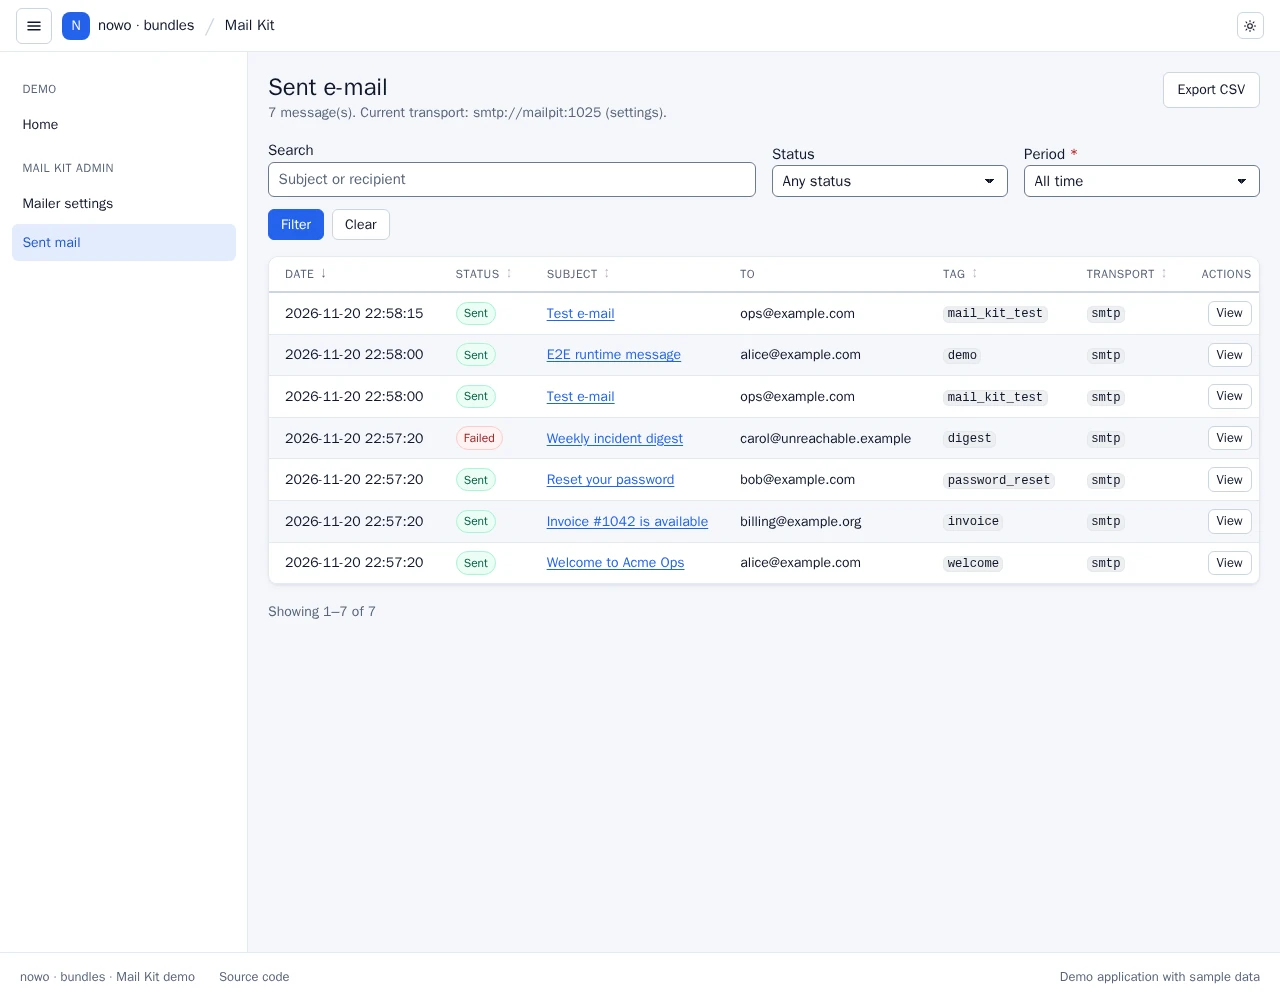 N nowo · bundles / Mail Kit
DEMO
Home
MAIL KIT ADMIN
Mailer settings
Sent mail
Sent e-mail
7 message(s). Current transport: smtp://mailpit:1025 (settings).
Export CSV
Search
Subject or recipient
Status
Any status
Period *
All time
Filter Clear
DATE ↓ STATUS SUBJECT TO TAG TRANSPORT ACTIONS
2026-11-20 22:58:15 Sent Test e-mail ops@example.com mail_kit_test smtp View
2026-11-20 22:58:00 Sent E2E runtime message alice@example.com demo smtp View
2026-11-20 22:58:00 Sent Test e-mail ops@example.com mail_kit_test smtp View
2026-11-20 22:57:20 Failed Weekly incident digest carol@unreachable.example digest smtp View
2026-11-20 22:57:20 Sent Reset your password bob@example.com password_reset smtp View
2026-11-20 22:57:20 Sent Invoice #1042 is available billing@example.org invoice smtp View
2026-11-20 22:57:20 Sent Welcome to Acme Ops alice@example.com welcome smtp View
Showing 1–7 of 7
nowo · bundles · Mail Kit demo Source code Demo application with sample data